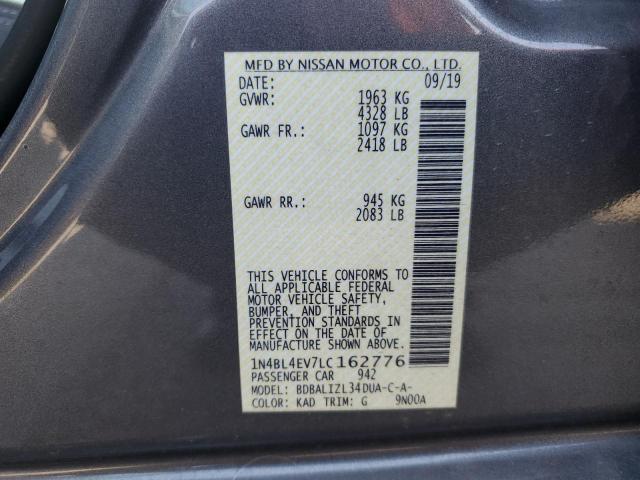 MFD BY NISSAN MOTOR CO., LTD.
DATE: 09/19
GVWR: 1963 KG
4328 LB
GAWR FR.: 1097 KG
2418 LB
GAWR RR.: 945 KG
2083 LB
THIS VEHICLE CONFORMS TO
ALL APPLICABLE FEDERAL
MOTOR VEHICLE SAFETY,
BUMPER, AND THEFT
PREVENTION STANDARDS IN
EFFECT ON THE DATE OF
MANUFACTURE SHOWN ABOVE.
1N4BL4EV7LC162776
PASSENGER CAR 942
MODEL: BDBALIZL34DUA-C-A-
COLOR: KAD TRIM: G 9N00A